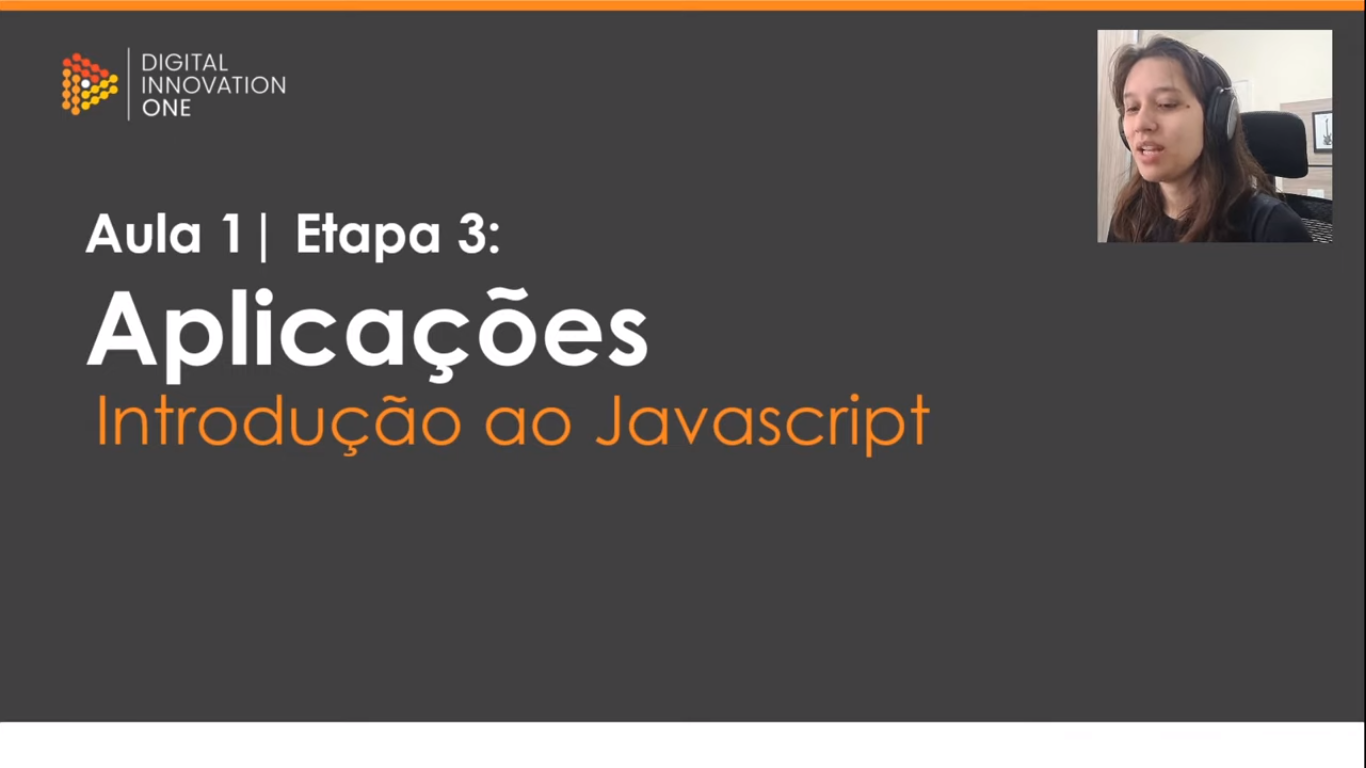 DIGITAL
INNOVATION
ONE
Aula 1| Etapa 3:
Aplicações
Introdução ao Javascript